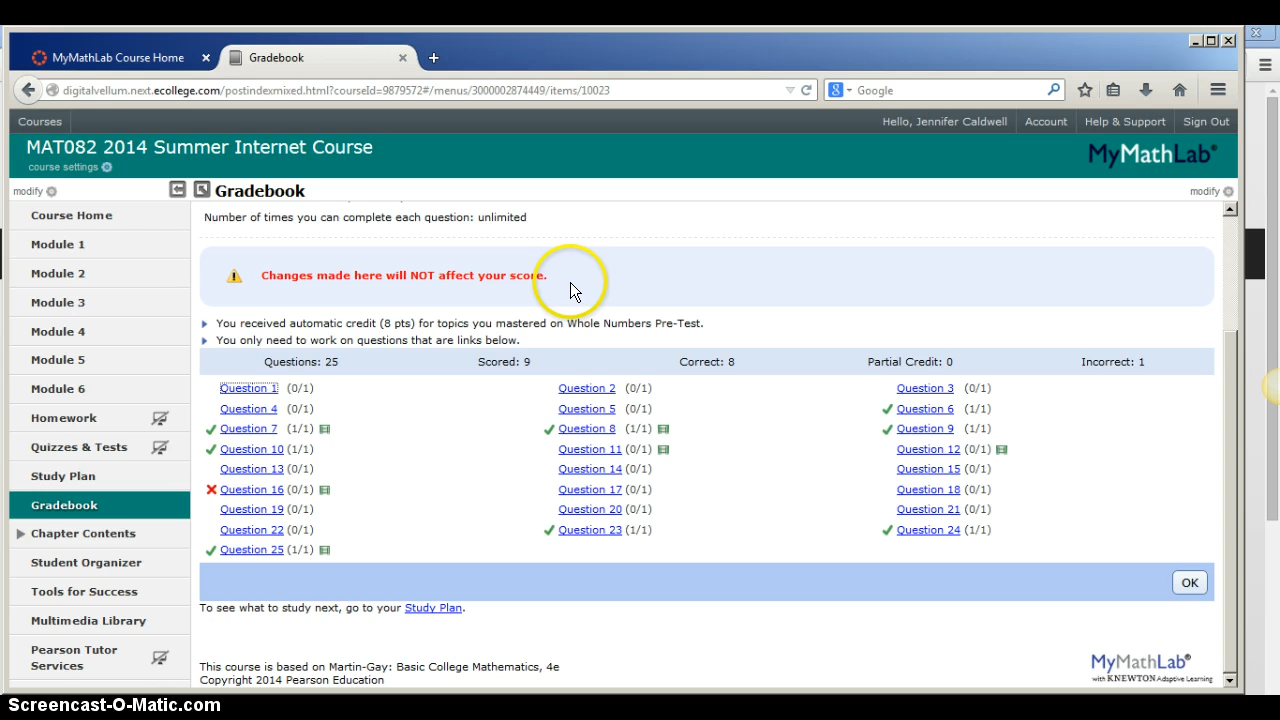 MyMathLab Course Home × Gradebook × +
digitalvellum.next.ecollege.com/postindexmixed.html?courseId=9879572#/menus/3000002874449/items/10023 Google
Courses Hello, Jennifer Caldwell Account Help & Support Sign Out
MAT082 2014 Summer Internet Course
course settings
MyMathLab®
modify Gradebook modify
Course Home
Module 1
Module 2
Module 3
Module 4
Module 5
Module 6
Homework
Quizzes & Tests
Study Plan
Gradebook
Chapter Contents
Student Organizer
Tools for Success
Multimedia Library
Pearson Tutor
Services
Number of times you can complete each question: unlimited
Changes made here will NOT affect your score.
You received automatic credit (8 pts) for topics you mastered on Whole Numbers Pre-Test.
You only need to work on questions that are links below.
Questions: 25 Scored: 9 Correct: 8 Partial Credit: 0 Incorrect: 1
Question 1 (0/1) Question 2 (0/1) Question 3 (0/1)
Question 4 (0/1) Question 5 (0/1) Question 6 (1/1)
Question 7 (1/1) Question 8 (1/1) Question 9 (1/1)
Question 10 (1/1) Question 11 (0/1) Question 12 (0/1)
Question 13 (0/1) Question 14 (0/1) Question 15 (0/1)
Question 16 (0/1) Question 17 (0/1) Question 18 (0/1)
Question 19 (0/1) Question 20 (0/1) Question 21 (0/1)
Question 22 (0/1) Question 23 (1/1) Question 24 (1/1)
Question 25 (1/1)
OK
To see what to study next, go to your Study Plan.
This course is based on Martin-Gay: Basic College Mathematics, 4e
Copyright 2014 Pearson Education
MyMathLab®
with KNEWTON Adaptive Learning
Screencast-O-Matic.com